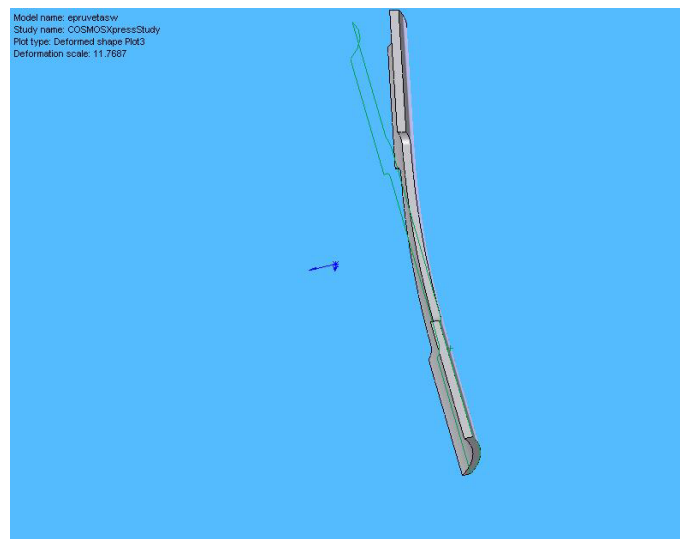 Model name: epruvetasw
Study name: COSMOSXpressStudy
Plot type: Deformed shape Plot3
Deformation scale: 11.7687